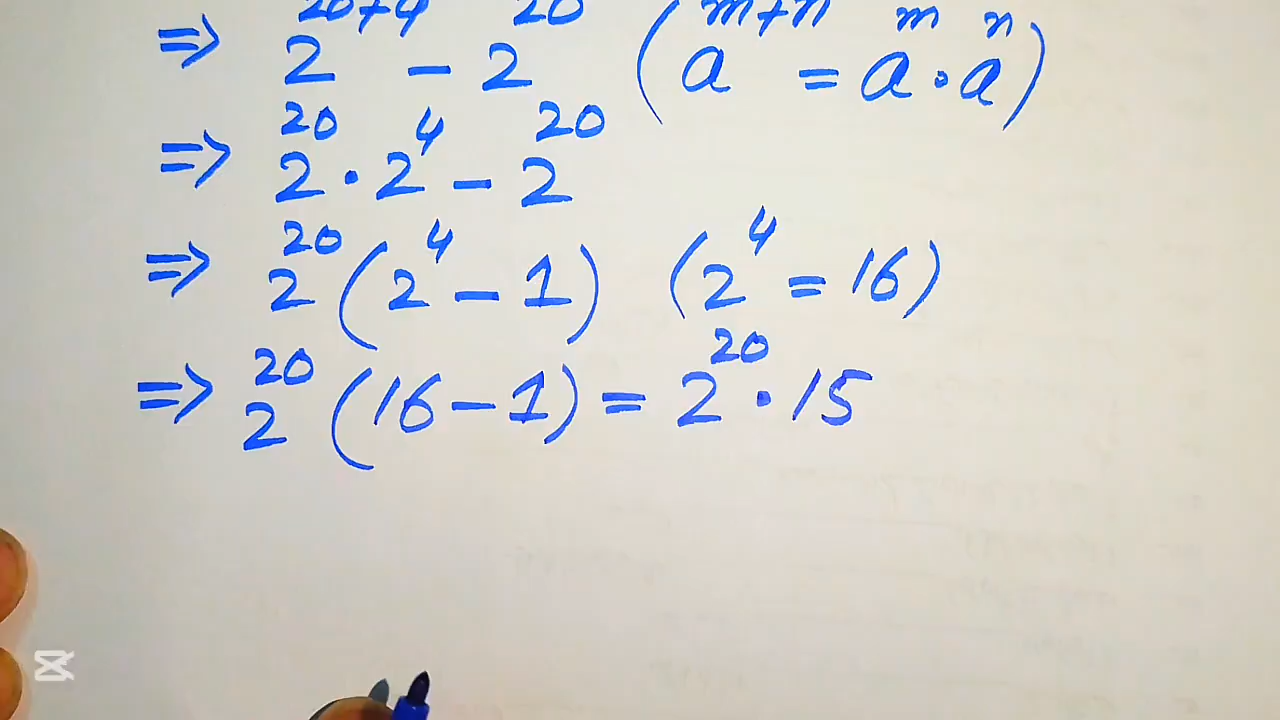 => 2^(20+4) - 2^20 (a^(m+n) = a^m · a^n)
=> 2^20 · 2^4 - 2^20
=> 2^20 (2^4 - 1) (2^4 = 16)
=> 2^20 (16 - 1) = 2^20 · 15